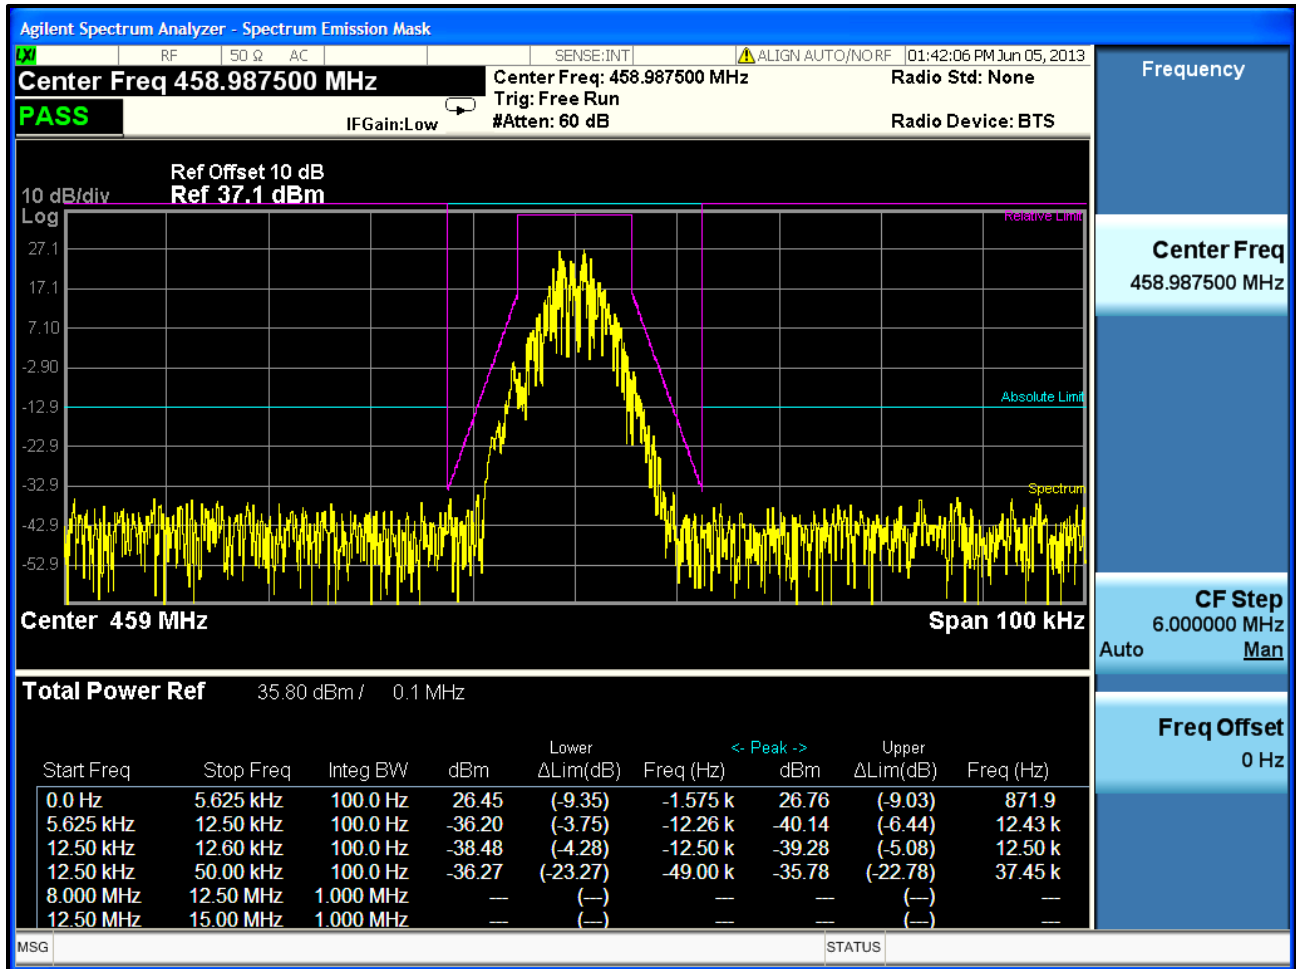 Agilent Spectrum Analyzer - Spectrum Emission Mask
LXI RF 50 Ω AC SENSE:INT ALIGN AUTO/NO RF 01:42:06 PM Jun 05, 2013
Center Freq 458.987500 MHz
Center Freq: 458.987500 MHz
Radio Std: None
Trig: Free Run
PASS
IFGain:Low
#Atten: 60 dB
Radio Device: BTS
Ref Offset 10 dB
10 dB/div Ref 37.1 dBm
Log
Relative Limit
27.1
17.1
7.10
-2.90
-12.9
Absolute Limit
-22.9
-32.9
Spectrum
-42.9
-52.9
Center 459 MHz Span 100 kHz
Total Power Ref 35.80 dBm / 0.1 MHz
Lower <- Peak -> Upper
Start Freq Stop Freq Integ BW dBm ΔLim(dB) Freq (Hz) dBm ΔLim(dB) Freq (Hz)
0.0 Hz 5.625 kHz 100.0 Hz 26.45 (-9.35) -1.575 k 26.76 (-9.03) 871.9
5.625 kHz 12.50 kHz 100.0 Hz -36.20 (-3.75) -12.26 k -40.14 (-6.44) 12.43 k
12.50 kHz 12.60 kHz 100.0 Hz -38.48 (-4.28) -12.50 k -39.28 (-5.08) 12.50 k
12.50 kHz 50.00 kHz 100.0 Hz -36.27 (-23.27) -49.00 k -35.78 (-22.78) 37.45 k
8.000 MHz 12.50 MHz 1.000 MHz --- (---) --- --- (---) ---
12.50 MHz 15.00 MHz 1.000 MHz --- (---) --- --- (---) ---
MSG STATUS
Frequency
Center Freq
458.987500 MHz
CF Step
6.000000 MHz
Auto Man
Freq Offset
0 Hz